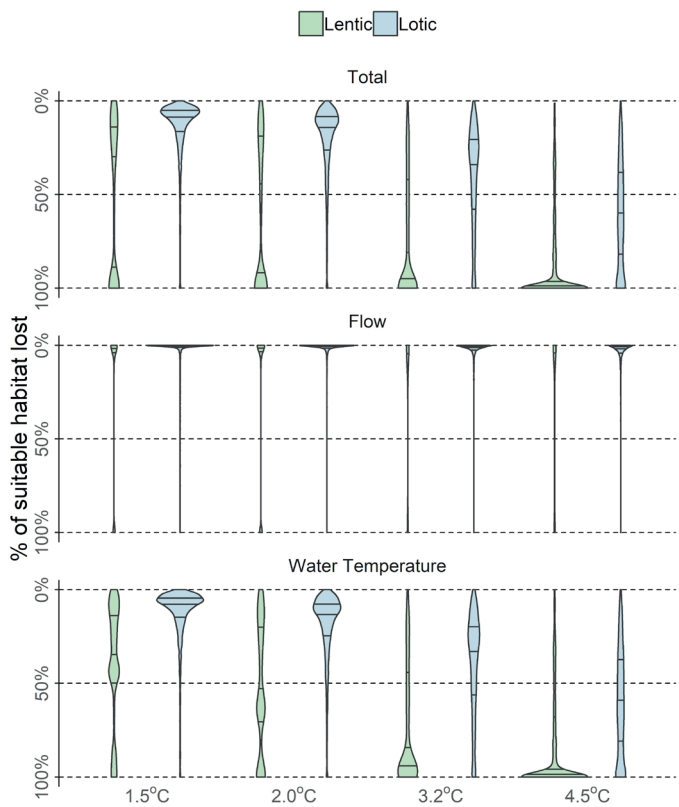 Lentic Lotic
Total
0%
50%
100%
Flow
% of suitable habitat lost
0%
50%
100%
Water Temperature
0%
50%
100%
1.5°C 2.0°C 3.2°C 4.5°C